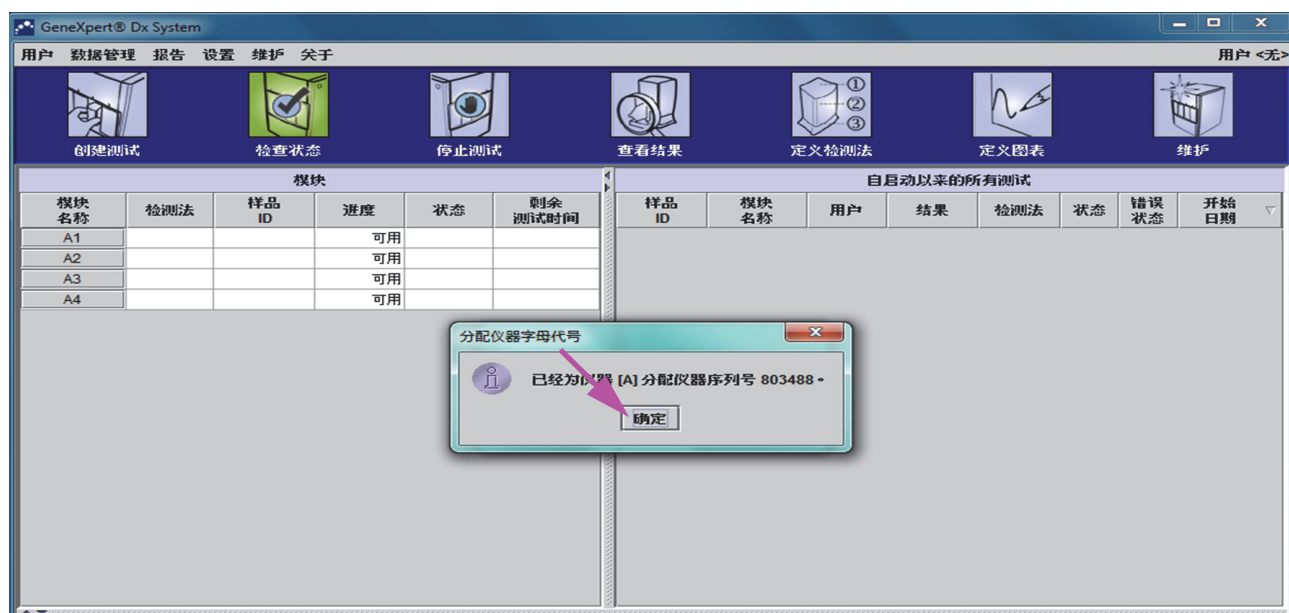 GeneXpert® Dx System
用户 数据管理 报告 设置 维护 关于 用户 <无>
创建测试 检查状态 停止测试 查看结果 定义检测法 定义图表 维护
模块 自启动以来的所有测试
模块名称 检测法 样品ID 进度 状态 剩余测试时间 样品ID 模块名称 用户 结果 检测法 状态 错误状态 开始日期
A1 可用
A2 可用
A3 可用
A4 可用
分配仪器字母代号
已经为仪器 [A] 分配仪器序列号 803488。
确定